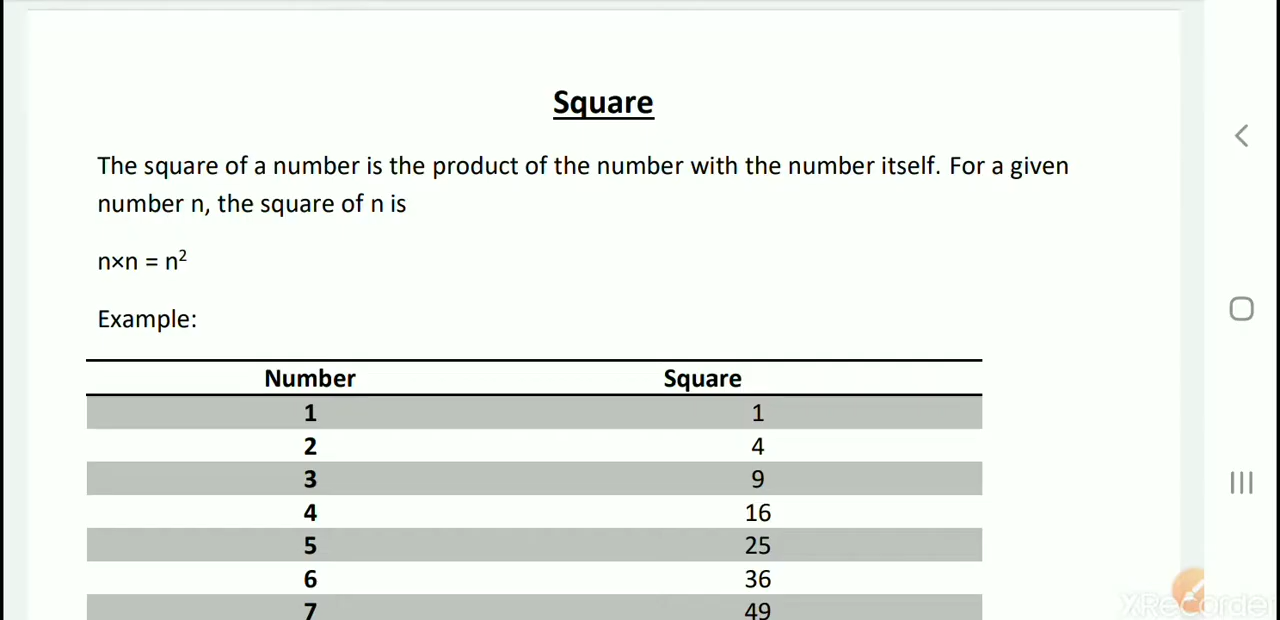 Square
The square of a number is the product of the number with the number itself. For a given
number n, the square of n is
n×n = n²
Example:
Number Square
1 1
2 4
3 9
4 16
5 25
6 36
7 49
XRecorder